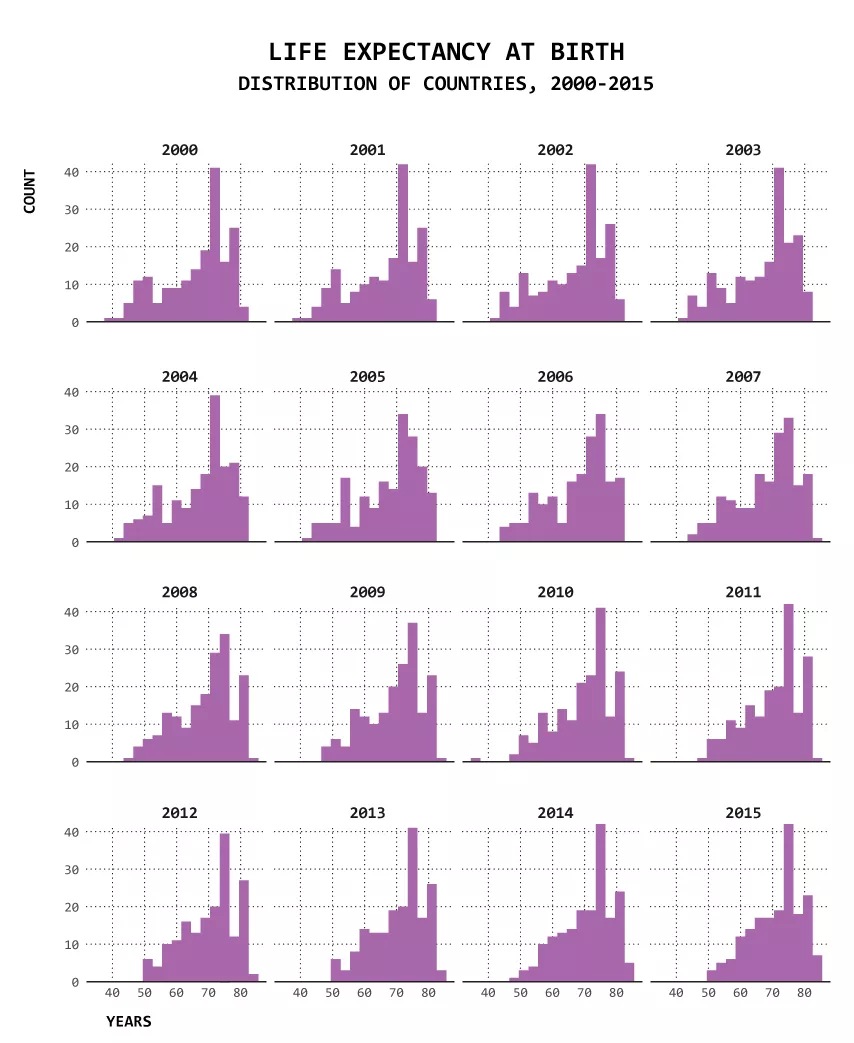 LIFE EXPECTANCY AT BIRTH
DISTRIBUTION OF COUNTRIES, 2000-2015
2000 2001 2002 2003
COUNT
40
30
20
10
0
2004 2005 2006 2007
40
30
20
10
0
2008 2009 2010 2011
40
30
20
10
0
2012 2013 2014 2015
40
30
20
10
0
40 50 60 70 80 40 50 60 70 80 40 50 60 70 80 40 50 60 70 80
YEARS